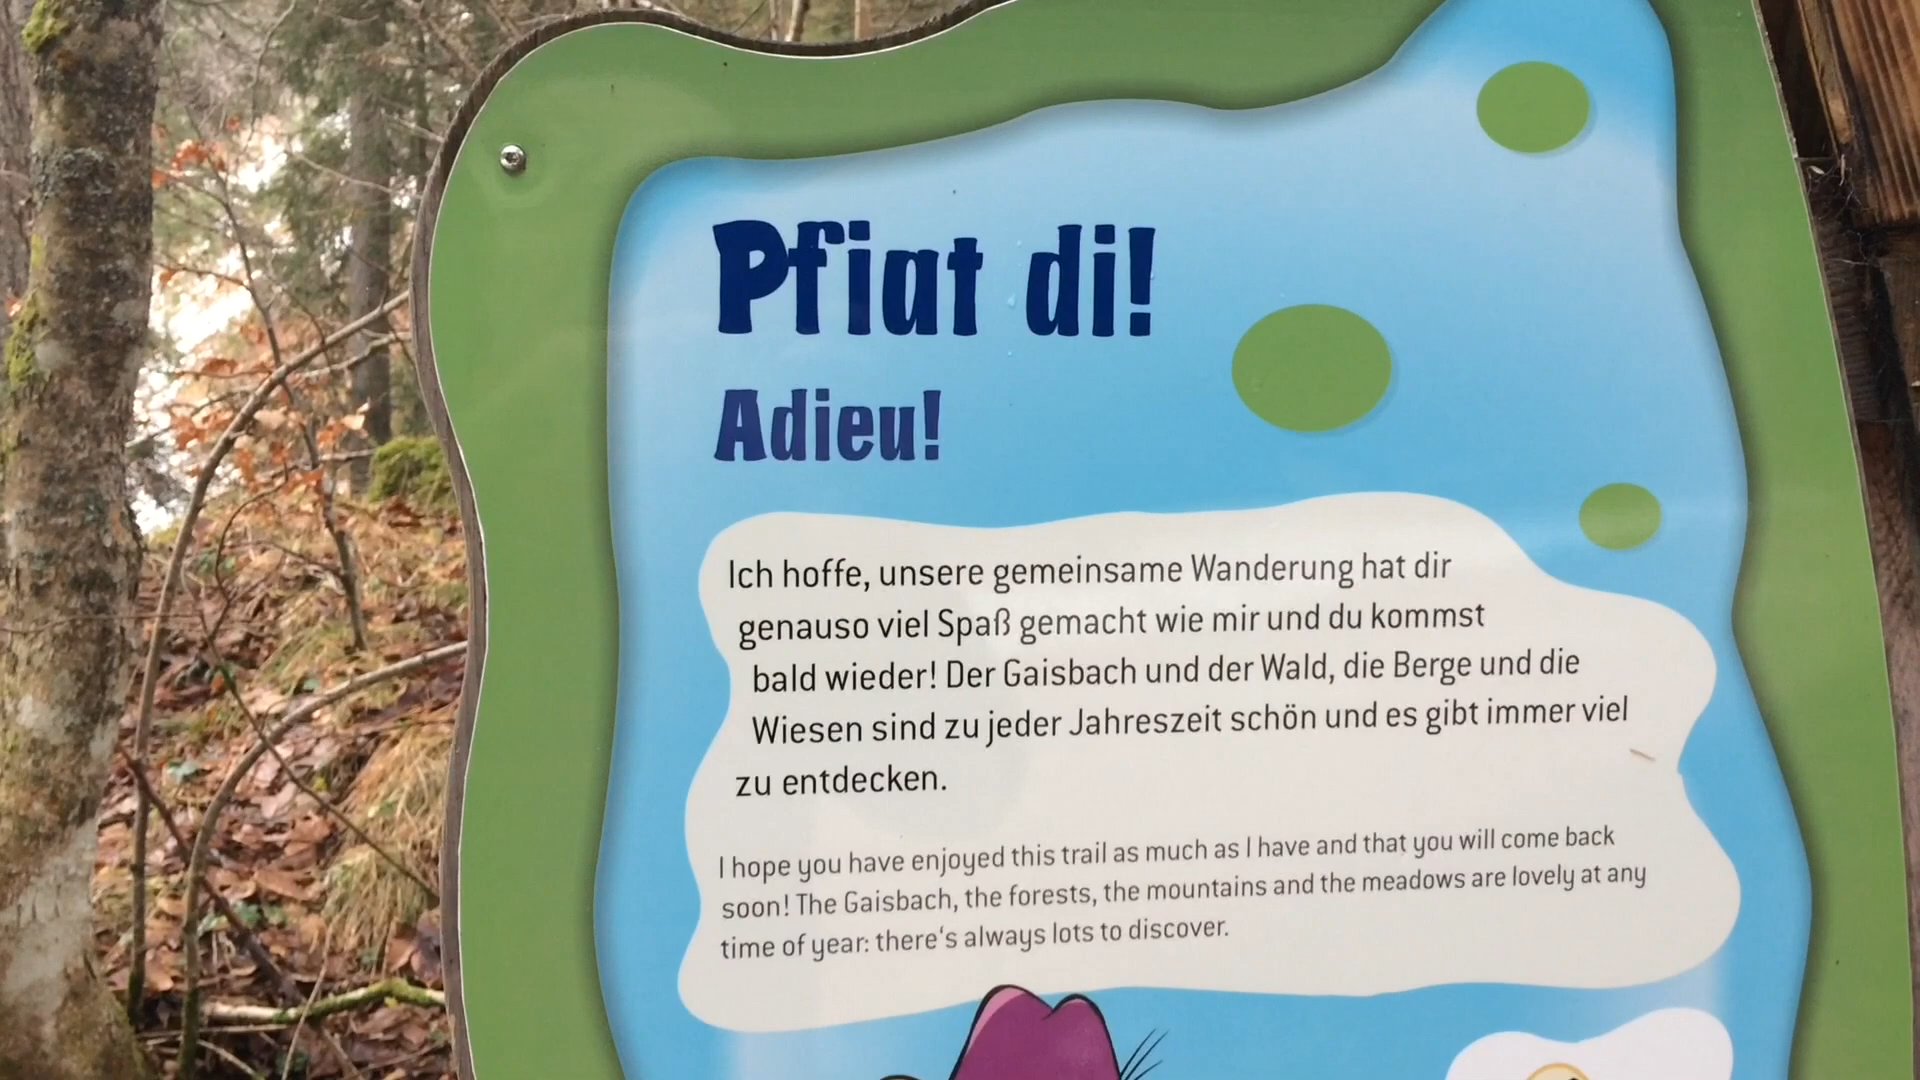 Pfiat di!
Adieu!
Ich hoffe, unsere gemeinsame Wanderung hat dir
genauso viel Spaß gemacht wie mir und du kommst
bald wieder! Der Gaisbach und der Wald, die Berge und die
Wiesen sind zu jeder Jahreszeit schön und es gibt immer viel
zu entdecken.
I hope you have enjoyed this trail as much as I have and that you will come back
soon! The Gaisbach, the forests, the mountains and the meadows are lovely at any
time of year: there's always lots to discover.